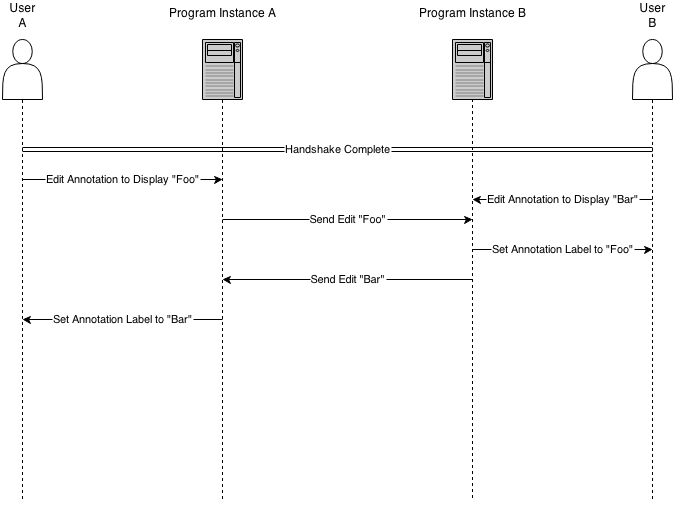 User
A
Program Instance A
Program Instance B
User
B
Handshake Complete
Edit Annotation to Display "Foo"
Edit Annotation to Display "Bar"
Send Edit "Foo"
Set Annotation Label to "Foo"
Send Edit "Bar"
Set Annotation Label to "Bar"